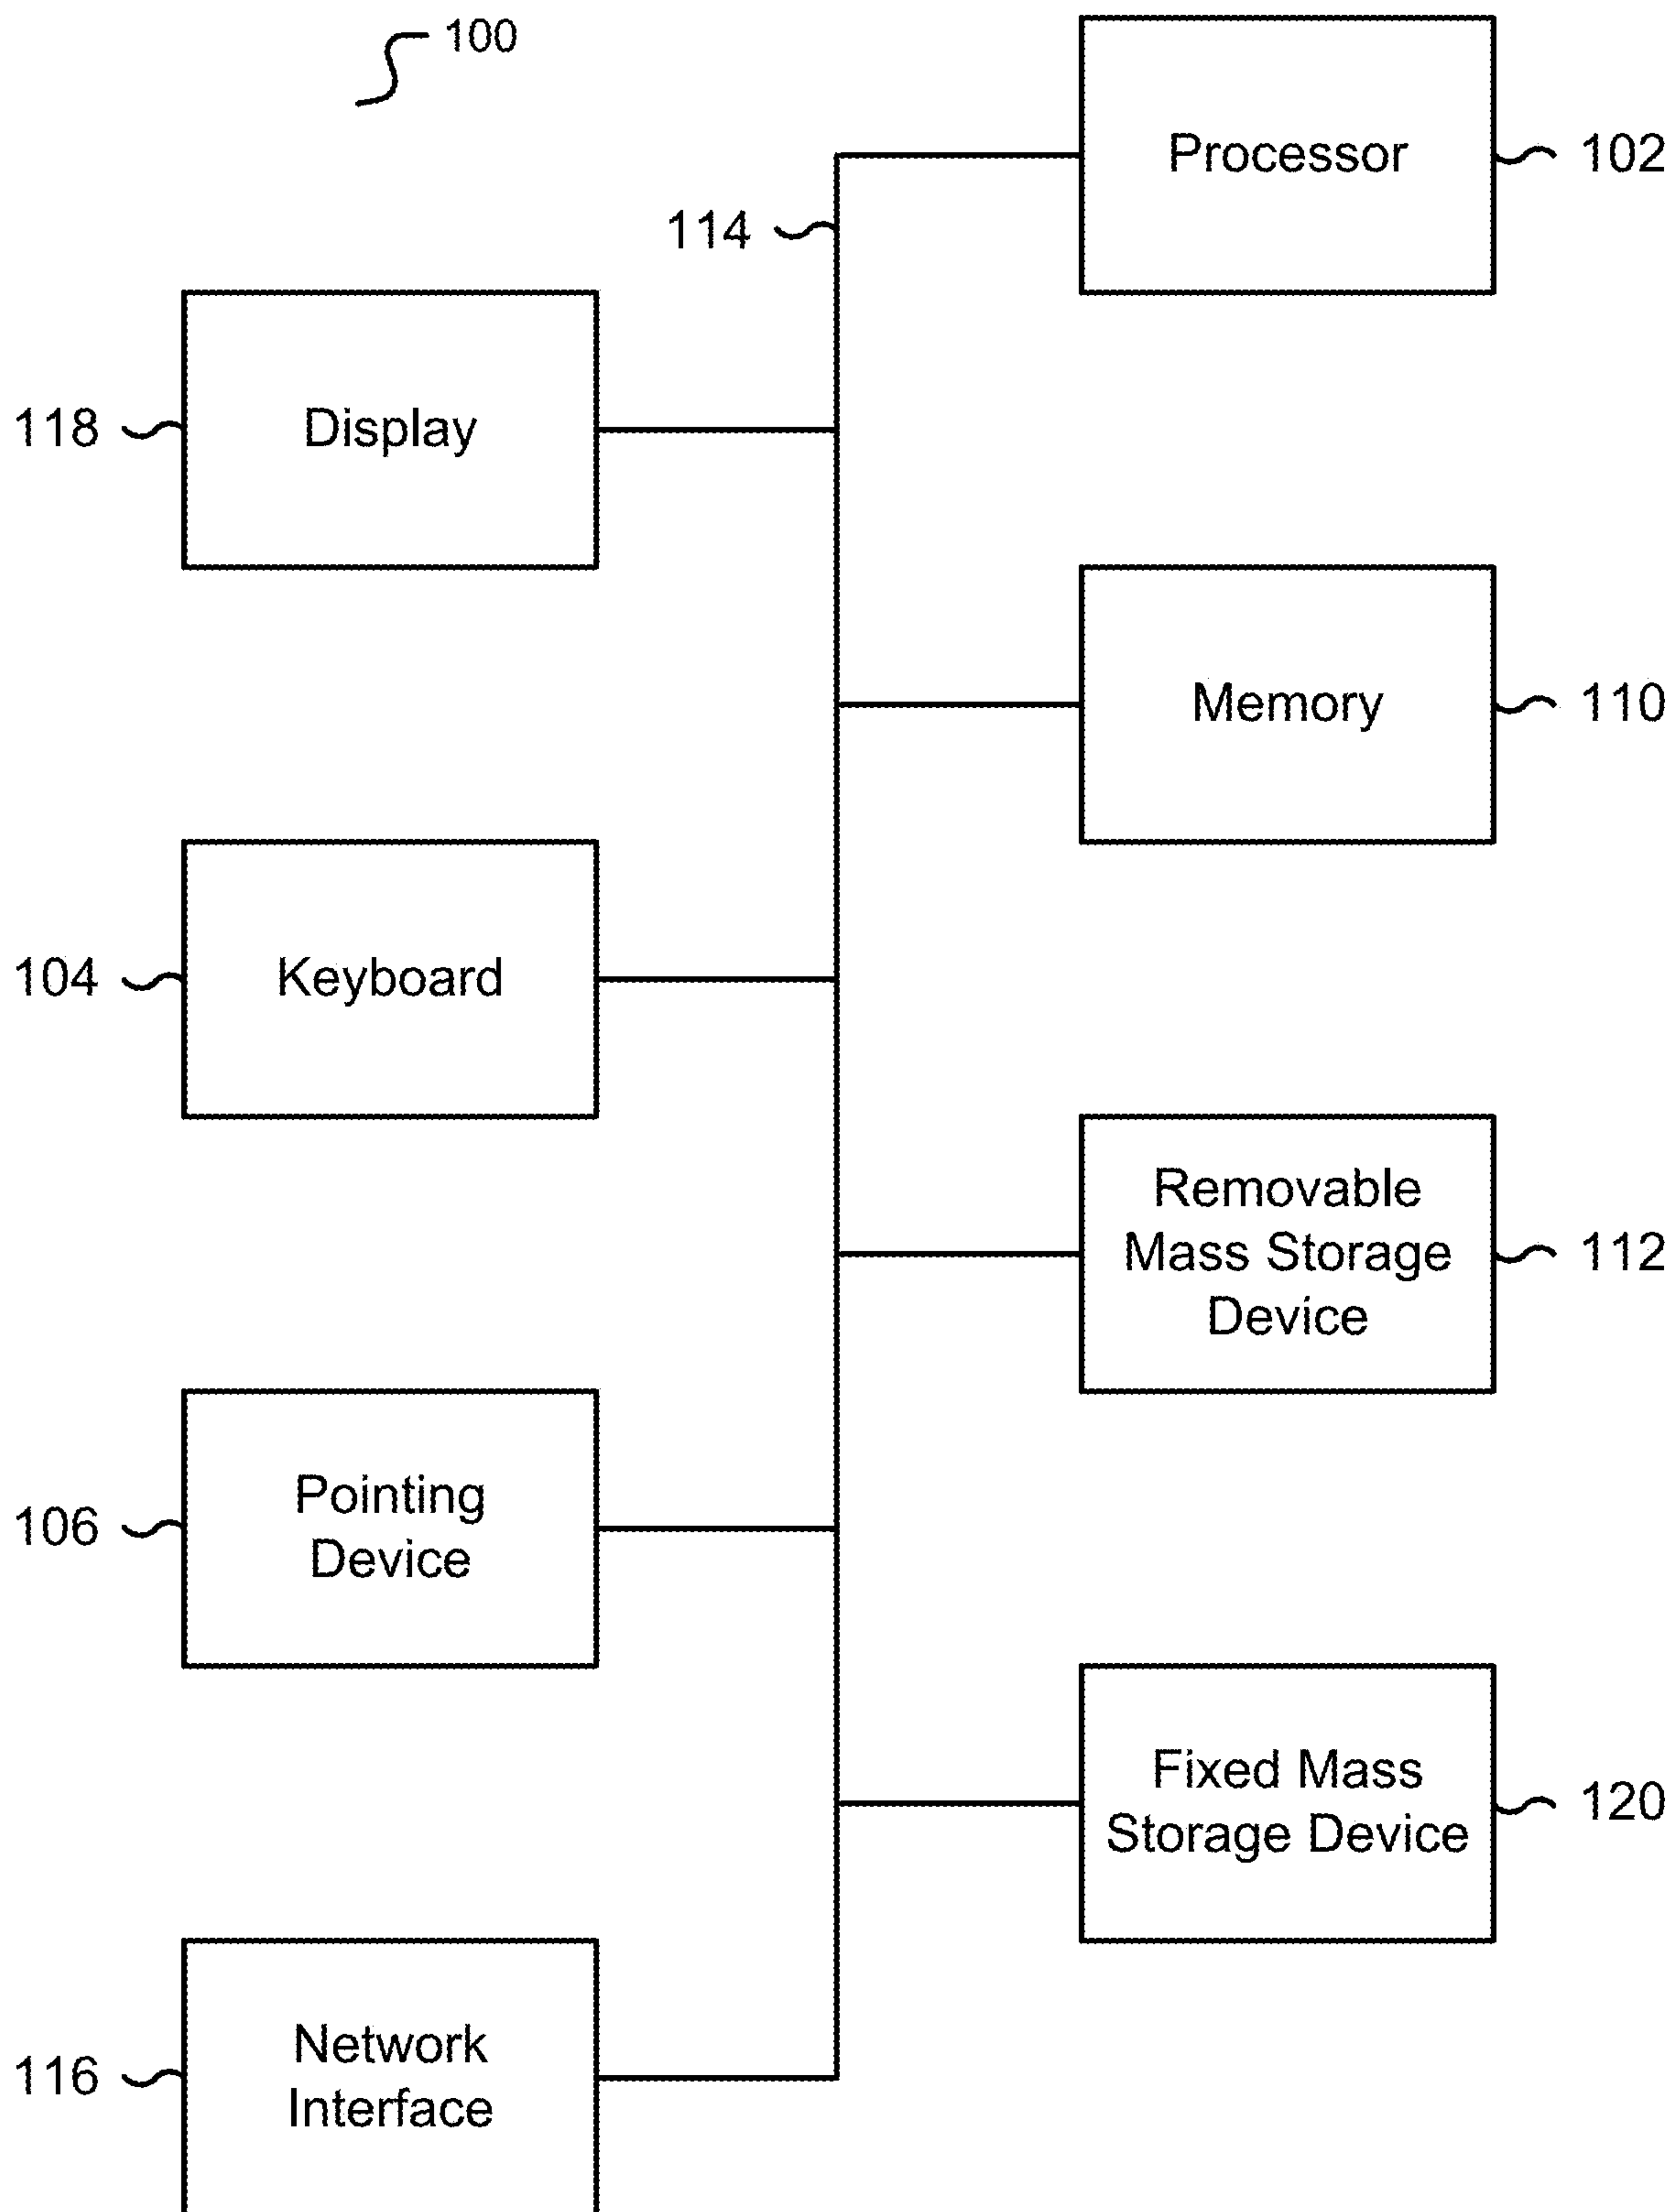 100
Processor
102
114
118
Display
Memory
110
104
Keyboard
Removable
Mass Storage
Device
112
106
Pointing
Device
Fixed Mass
Storage Device
120
116
Network
Interface